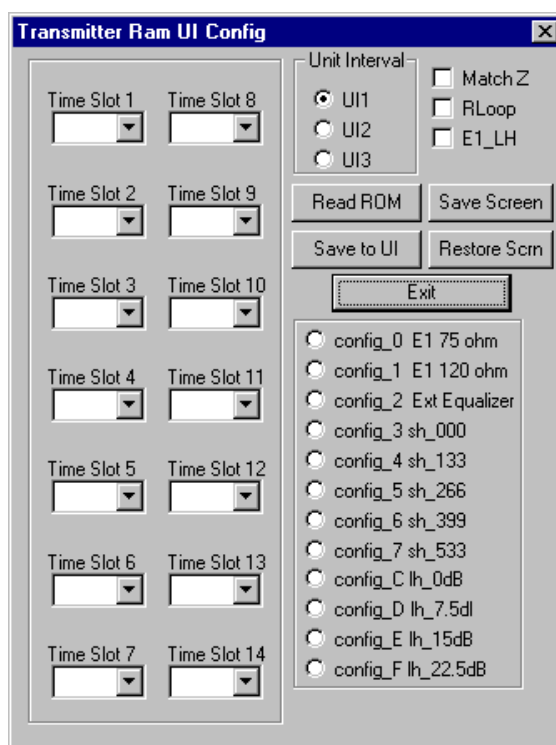 Transmitter Ram UI Config
Time Slot 1
Time Slot 8
Time Slot 2
Time Slot 9
Time Slot 3
Time Slot 10
Time Slot 4
Time Slot 11
Time Slot 5
Time Slot 12
Time Slot 6
Time Slot 13
Time Slot 7
Time Slot 14
Unit Interval
UI1
UI2
UI3
Match Z
RLoop
E1_LH
Read ROM
Save Screen
Save to UI
Restore Scrn
Exit
config_0 E1 75 ohm
config_1 E1 120 ohm
config_2 Ext Equalizer
config_3 sh_000
config_4 sh_133
config_5 sh_266
config_6 sh_399
config_7 sh_533
config_C lh_0dB
config_D lh_7.5dI
config_E lh_15dB
config_F lh_22.5dB